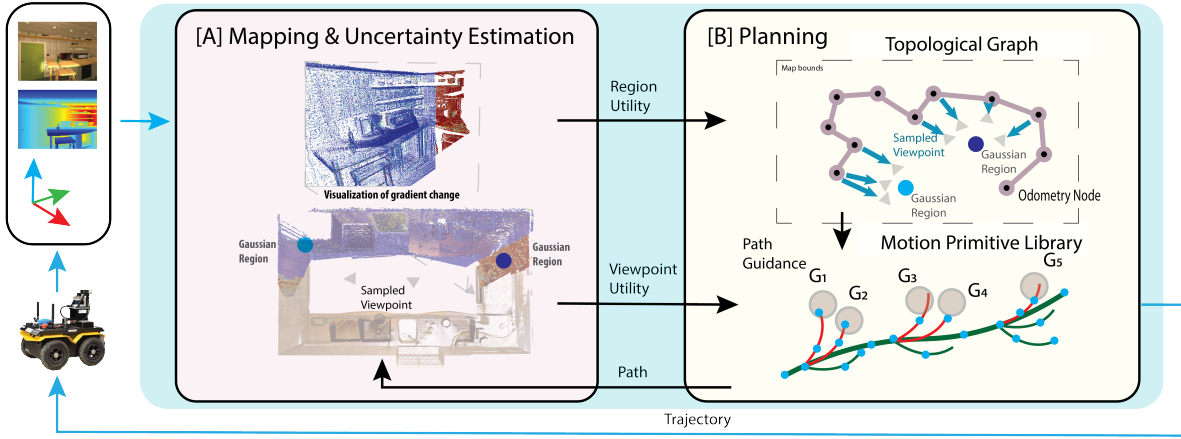 [A] Mapping & Uncertainty Estimation
Visualization of gradient change
Gaussian
Region
Gaussian
Region
Sampled
Viewpoint
Region
Utility
Viewpoint
Utility
Path
[B] Planning
Topological Graph
Map bounds
Sampled
Viewpoint
Gaussian
Region
Gaussian
Region
Odometry Node
Path
Guidance
Motion Primitive Library
G1
G2
G3
G4
G5
Trajectory